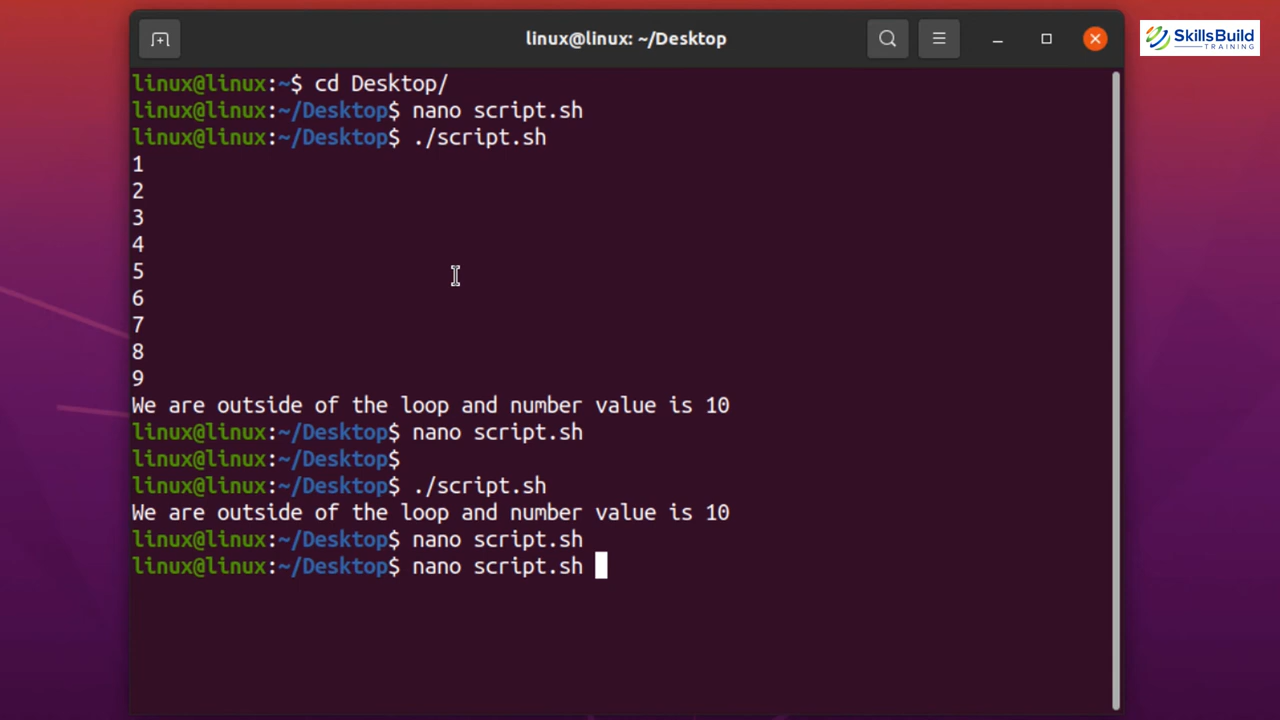 linux@linux: ~/Desktop
SkillsBuild
TRAINING
linux@linux:~$ cd Desktop/
linux@linux:~/Desktop$ nano script.sh
linux@linux:~/Desktop$ ./script.sh
1
2
3
4
5
6
7
8
9
We are outside of the loop and number value is 10
linux@linux:~/Desktop$ nano script.sh
linux@linux:~/Desktop$
linux@linux:~/Desktop$ ./script.sh
We are outside of the loop and number value is 10
linux@linux:~/Desktop$ nano script.sh
linux@linux:~/Desktop$ nano script.sh